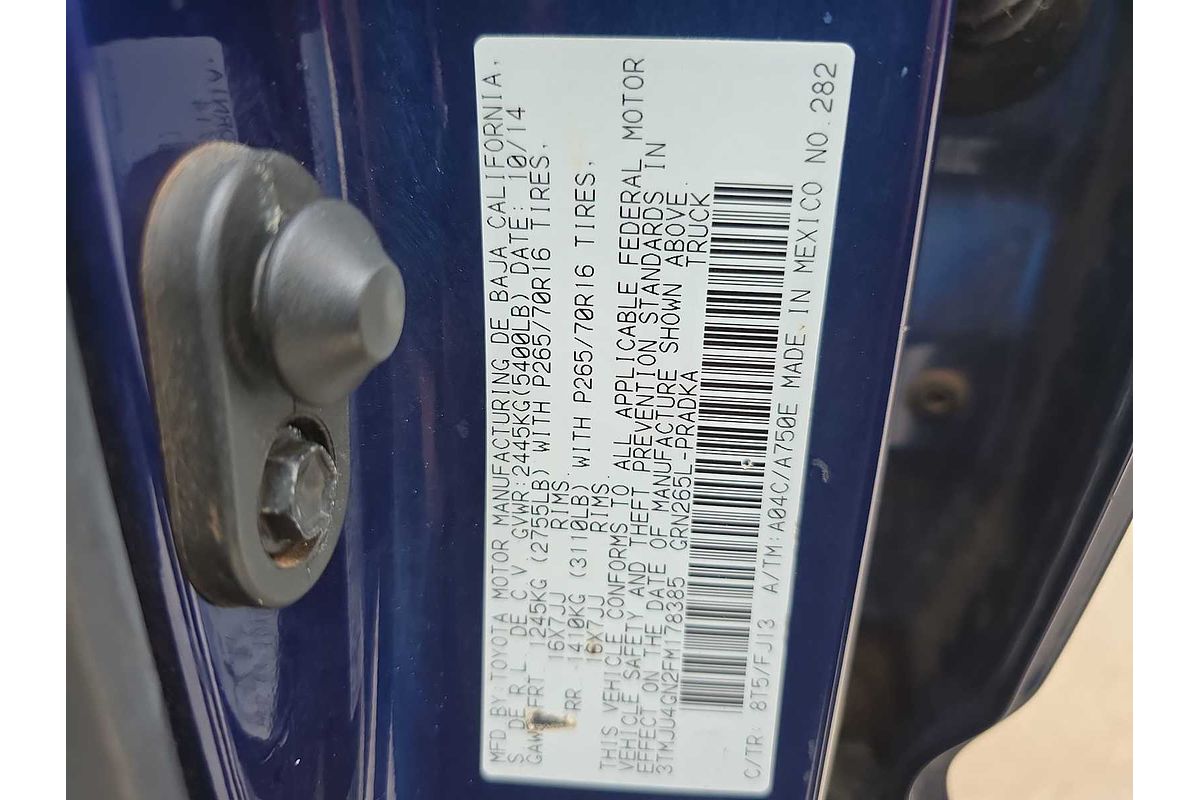 MFD BY: TOYOTA MOTOR MANUFACTURING DE BAJA CALIFORNIA,
S. DE R.L. DE C.V. GVWR:2445KG(5400LB) DATE: 10/14
GAWR FRT 1245KG (2755LB) WITH P265/70R16 TIRES,
16X7JJ RIMS.
RR 1410KG (3110LB) WITH P265/70R16 TIRES,
16X7JJ RIMS.
THIS VEHICLE CONFORMS TO ALL APPLICABLE FEDERAL MOTOR
VEHICLE SAFETY AND THEFT PREVENTION STANDARDS IN
EFFECT ON THE DATE OF MANUFACTURE SHOWN ABOVE.
3TMJU4GN2FM178385 GRN265L-PRADKA TRUCK
C/TR: 8T5/FJ13 A/TM:A04C/A750E MADE IN MEXICO NO.282